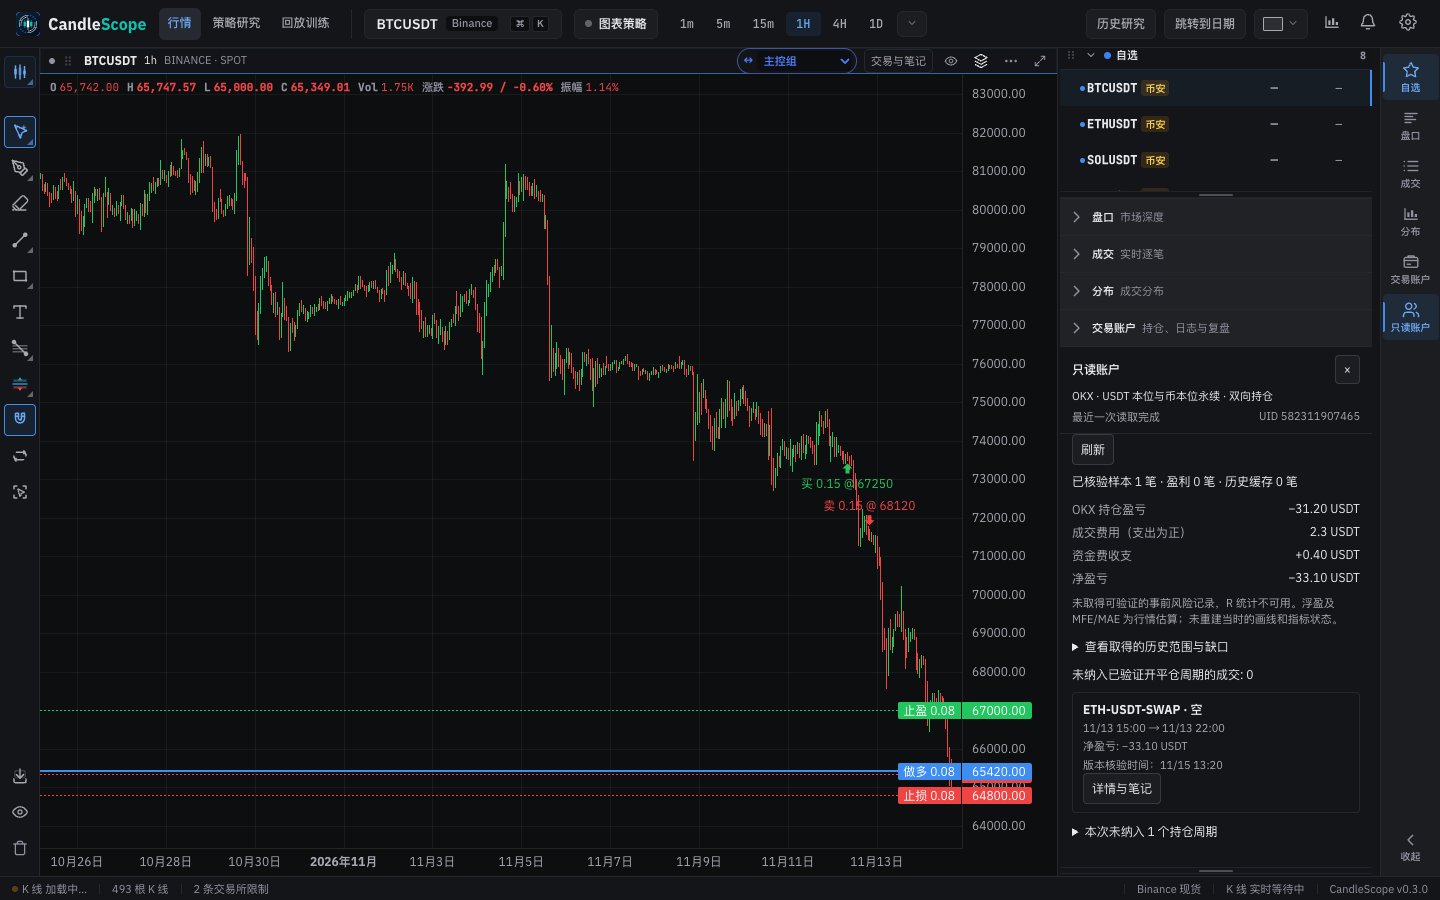 CandleScope
行情
策略研究
回放训练
BTCUSDT Binance ⌘ K
图表策略
1m 5m 15m 1H 4H 1D
历史研究
跳转到日期
BTCUSDT 1h BINANCE · SPOT
主控组
交易与笔记
O 65,742.00 H 65,747.57 L 65,000.00 C 65,349.01 Vol 1.75K 涨跌 -392.99 / -0.60% 振幅 1.14%
83000.00
82000.00
81000.00
80000.00
79000.00
78000.00
77000.00
76000.00
75000.00
74000.00
73000.00
72000.00
71000.00
70000.00
69000.00
68000.00
66000.00
64000.00
买 0.15 @ 67250
卖 0.15 @ 68120
止盈 0.08 67000.00
做多 0.08 65420.00
止损 0.08 64800.00
10月26日 10月28日 10月30日 2026年11月 11月3日 11月5日 11月7日 11月9日 11月11日 11月13日
自选 8
BTCUSDT 币安 — —
ETHUSDT 币安 — —
SOLUSDT 币安 — —
盘口 市场深度
成交 实时逐笔
分布 成交分布
交易账户 持仓、日志与复盘
只读账户 ×
OKX · USDT 本位与币本位永续 · 双向持仓
最近一次读取完成 UID 582311907465
刷新
已核验样本 1 笔 · 盈利 0 笔 · 历史缓存 0 笔
OKX 持仓盈亏 −31.20 USDT
成交费用（支出为正） 2.3 USDT
资金费收支 +0.40 USDT
净盈亏 −33.10 USDT
未取得可验证的事前风险记录，R 统计不可用。浮盈及
MFE/MAE 为行情估算；未重建当时的画线和指标状态。
▶ 查看取得的历史范围与缺口
未纳入已验证开平仓周期的成交: 0
ETH-USDT-SWAP · 空
11/13 15:00 → 11/13 22:00
净盈亏: −33.10 USDT
版本核验时间：11/15 13:20
详情与笔记
▶ 本次未纳入 1 个持仓周期
自选
盘口
成交
分布
交易账户
只读账户
收起
K 线 加载中...
493 根 K 线
2 条交易所限制
Binance 现货
K 线 实时等待中
CandleScope v0.3.0